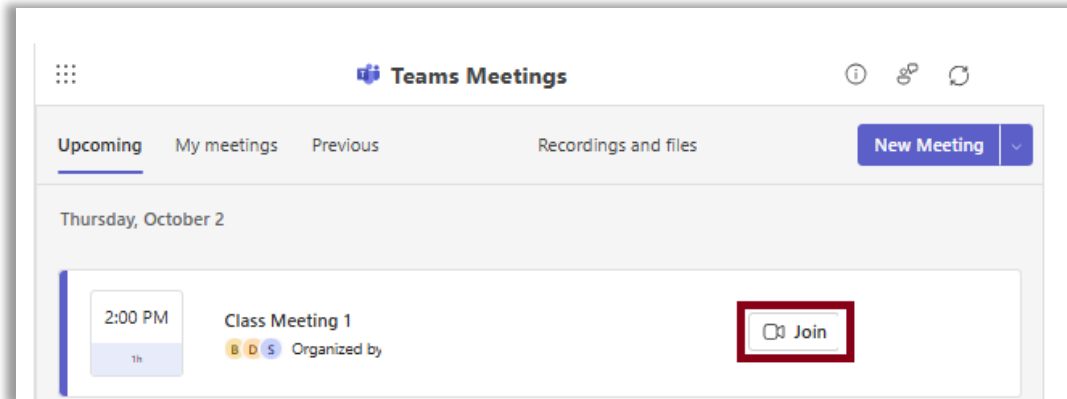 Teams Meetings
Upcoming My meetings Previous Recordings and files New Meeting
Thursday, October 2
2:00 PM
1h
Class Meeting 1
B D S Organized by
Join